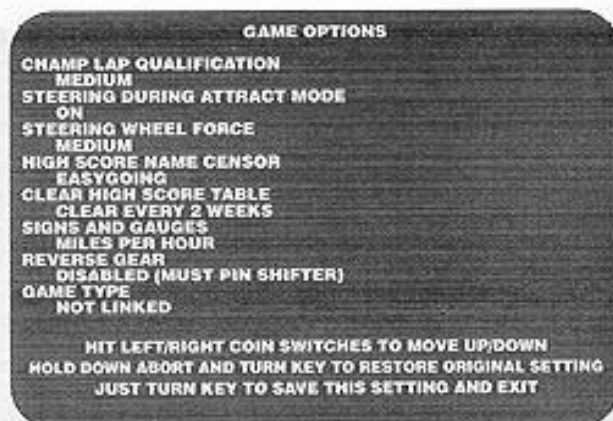 GAME OPTIONS
CHAMP LAP QUALIFICATION
MEDIUM
STEERING DURING ATTRACT MODE
ON
STEERING WHEEL FORCE
MEDIUM
HIGH SCORE NAME CENSOR
EASYGOING
CLEAR HIGH SCORE TABLE
CLEAR EVERY 2 WEEKS
SIGNS AND GAUGES
MILES PER HOUR
REVERSE GEAR
DISABLED (MUST PIN SHIFTER)
GAME TYPE
NOT LINKED
HIT LEFT/RIGHT COIN SWITCHES TO MOVE UP/DOWN
HOLD DOWN ABORT AND TURN KEY TO RESTORE ORIGINAL SETTING
JUST TURN KEY TO SAVE THIS SETTING AND EXIT